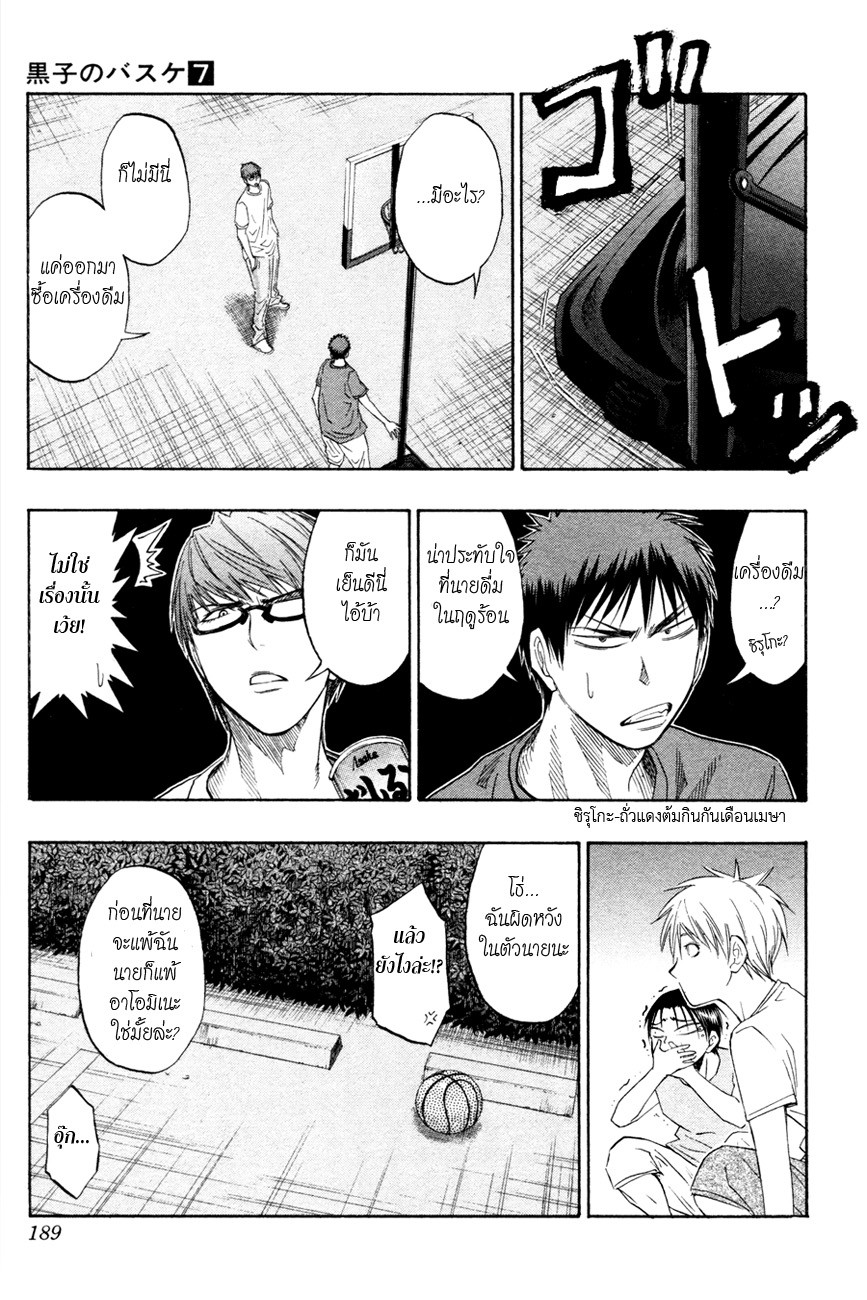 黒子のバスケ7
ゴ
ド
ッ
...มีอะไร?
ก็ไม่มีนี่
แค่ออกมา
ซื้อเครื่องดื่ม
เครื่องดื่ม
...?
ชิรุโกะ?
น่าประทับใจ
ที่นายดื่ม
ในฤดูร้อน
ก็มัน
เย็นดีนี่
ไอ้บ้า
Asake
しる
ไม่ใช่
เรื่องนั้น
เว้ย!
ชิรุโกะ-ถั่วแดงต้มกินกันเดือนเมษา
โธ่...
ฉันผิดหวัง
ในตัวนายนะ
แล้ว
ยังไงล่ะ!?
ก่อนที่นาย
จะแพ้ฉัน
นายก็แพ้
อาโอมิเนะ
ใช่มั้ยล่ะ?
อุ๊ก...
189